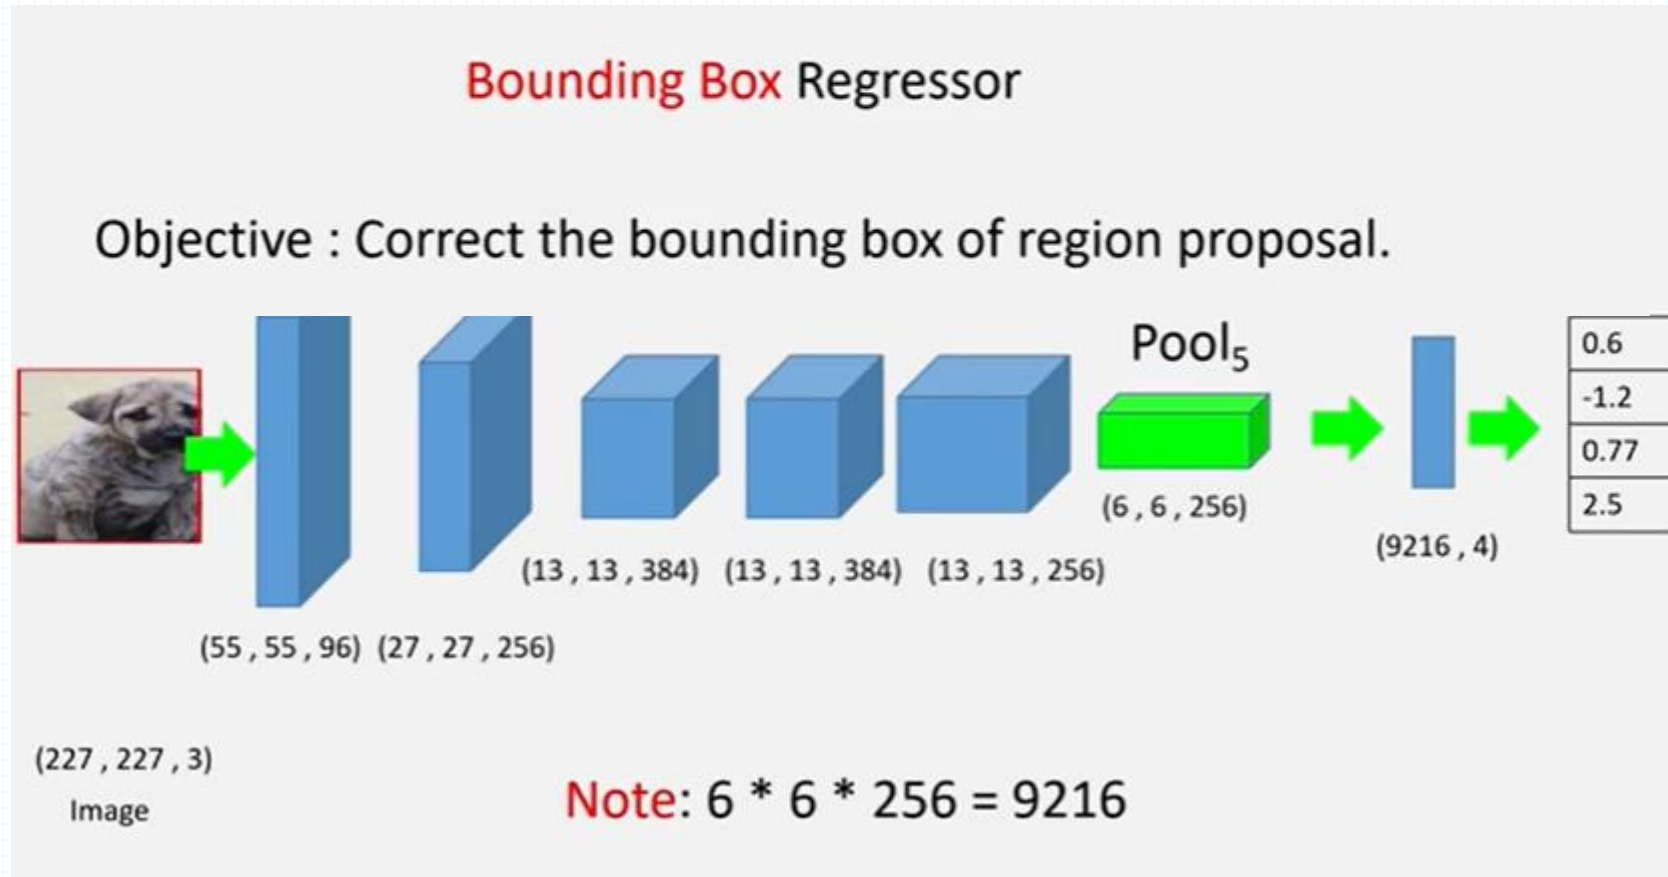 Bounding Box Regressor
Objective : Correct the bounding box of region proposal.
Pool₅
0.6
-1.2
0.77
2.5
(6 , 6 , 256)
(9216 , 4)
(13 , 13 , 384) (13 , 13 , 384) (13 , 13 , 256)
(55 , 55 , 96) (27 , 27 , 256)
(227 , 227 , 3)
Image
Note: 6 * 6 * 256 = 9216